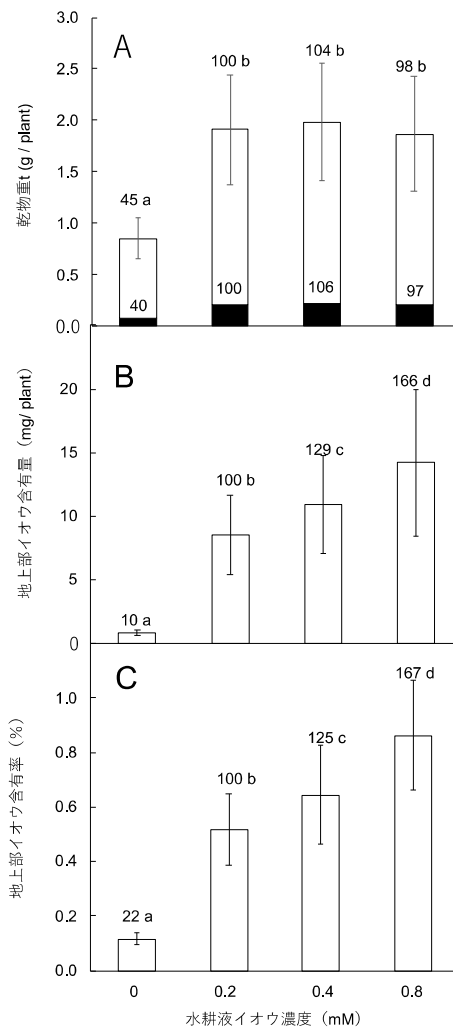 A
3.0
2.5
2.0
1.5
1.0
0.5
0.0
乾物重t (g / plant)
45 a
100 b
104 b
98 b
40
100
106
97
B
20
15
10
5
0
地上部イオウ含有量（mg/ plant）
10 a
100 b
129 c
166 d
C
1.0
0.8
0.6
0.4
0.2
0.0
地上部イオウ含有率（%）
22 a
100 b
125 c
167 d
0 0.2 0.4 0.8
水耕液イオウ濃度（mM）